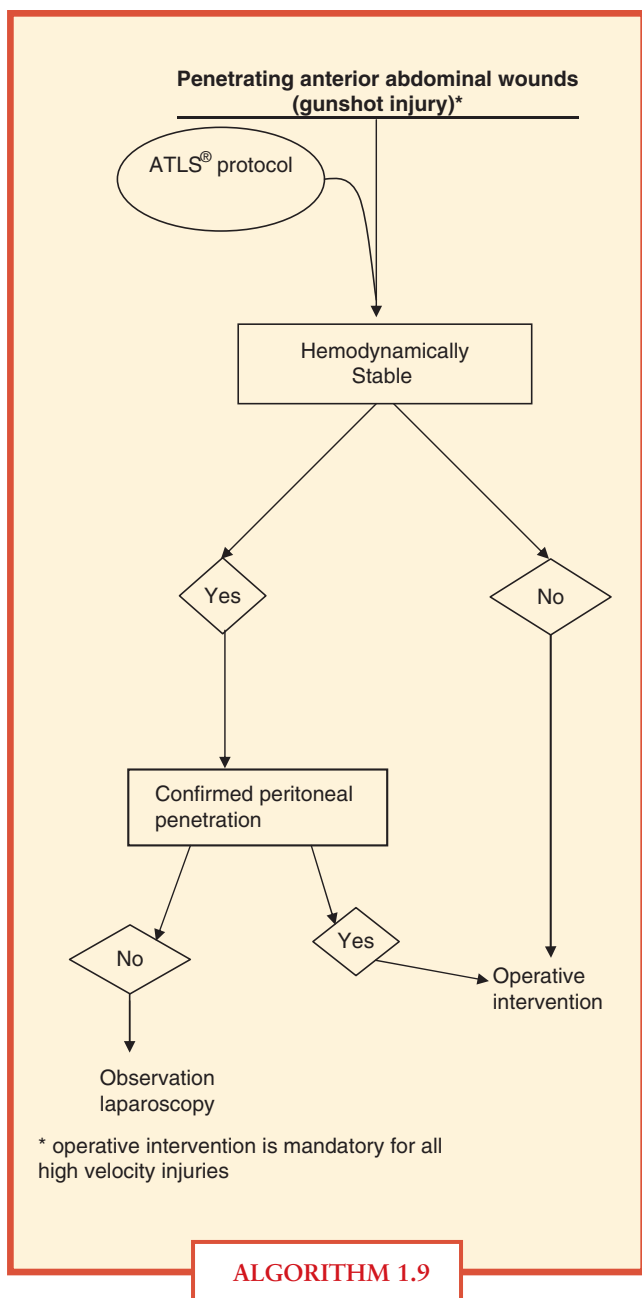 Penetrating anterior abdominal wounds
(gunshot injury)*
ATLS® protocol
Hemodynamically
Stable
Yes
No
Confirmed peritoneal
penetration
No
Yes
Operative
intervention
Observation
laparoscopy
* operative intervention is mandatory for all
high velocity injuries
ALGORITHM 1.9